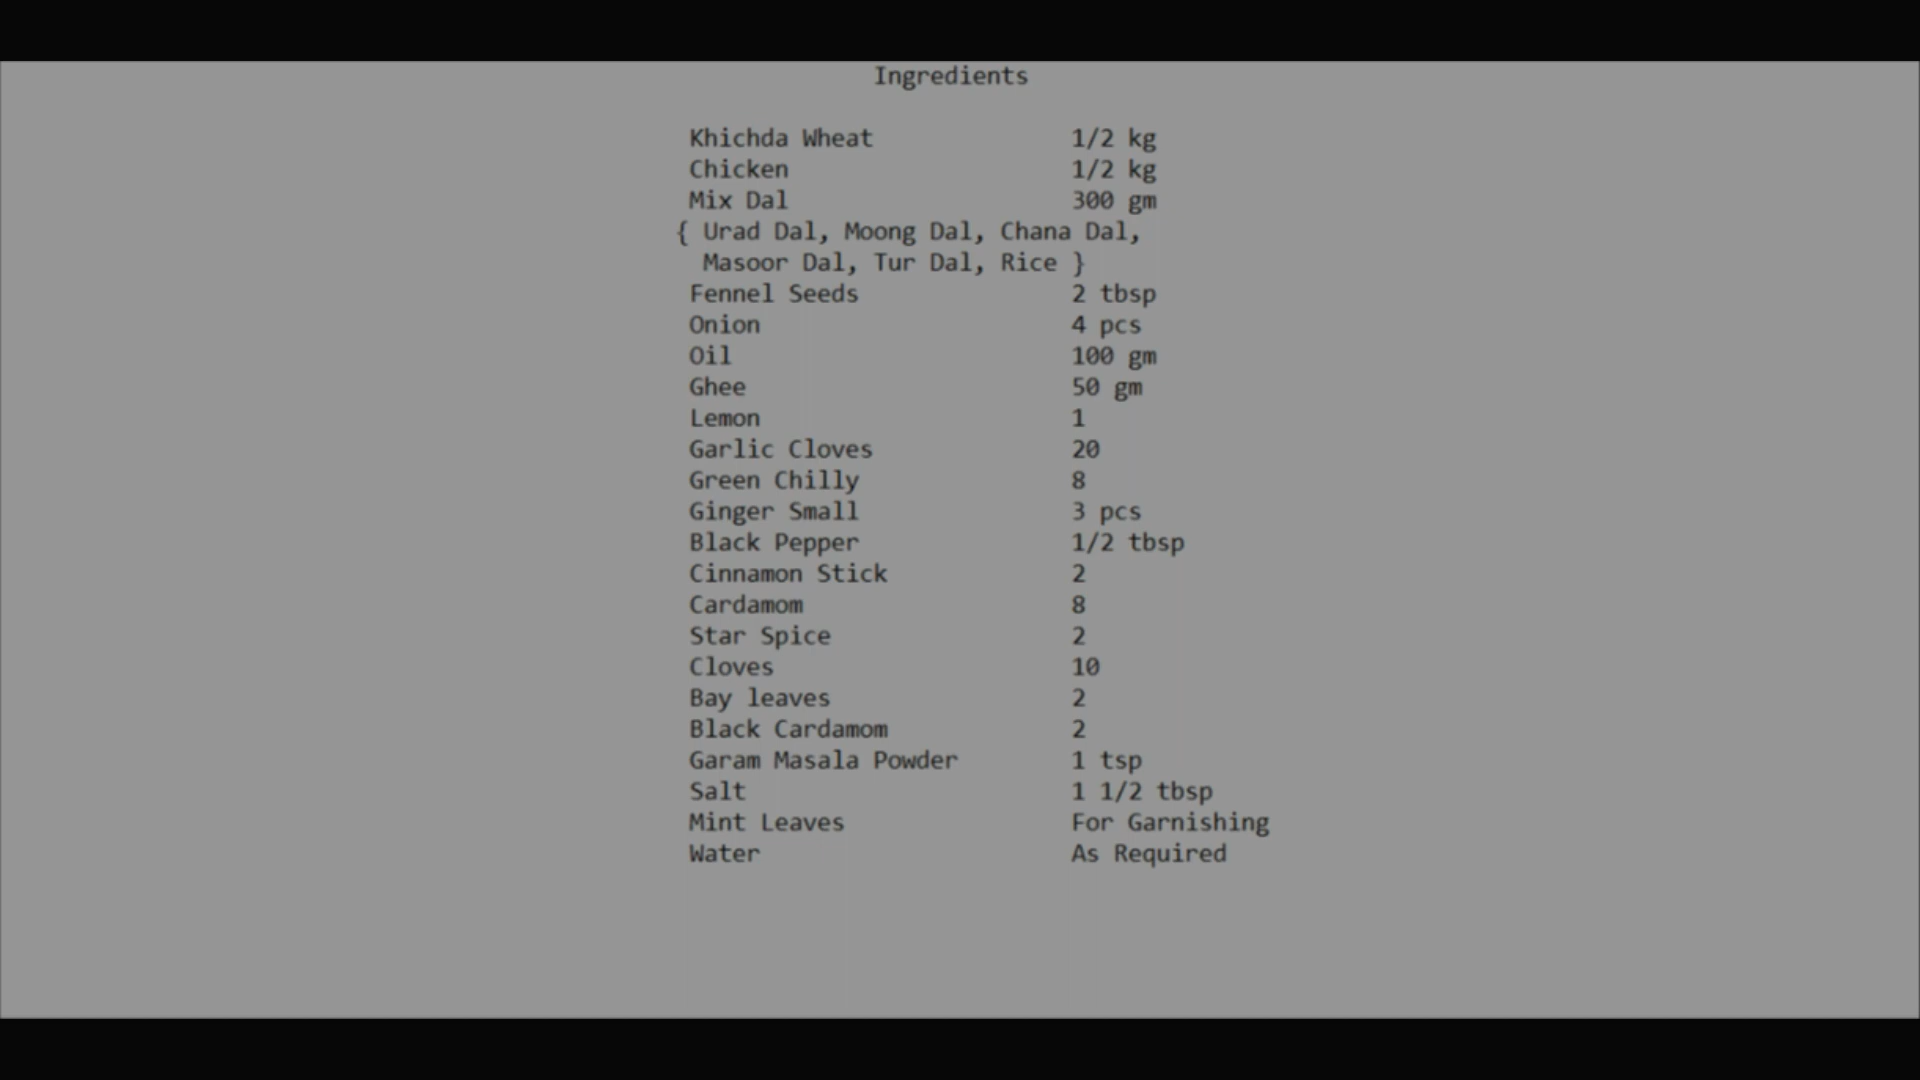 Ingredients
Khichda Wheat 1/2 kg
Chicken 1/2 kg
Mix Dal 300 gm
{ Urad Dal, Moong Dal, Chana Dal,
Masoor Dal, Tur Dal, Rice }
Fennel Seeds 2 tbsp
Onion 4 pcs
Oil 100 gm
Ghee 50 gm
Lemon 1
Garlic Cloves 20
Green Chilly 8
Ginger Small 3 pcs
Black Pepper 1/2 tbsp
Cinnamon Stick 2
Cardamom 8
Star Spice 2
Cloves 10
Bay leaves 2
Black Cardamom 2
Garam Masala Powder 1 tsp
Salt 1 1/2 tbsp
Mint Leaves For Garnishing
Water As Required